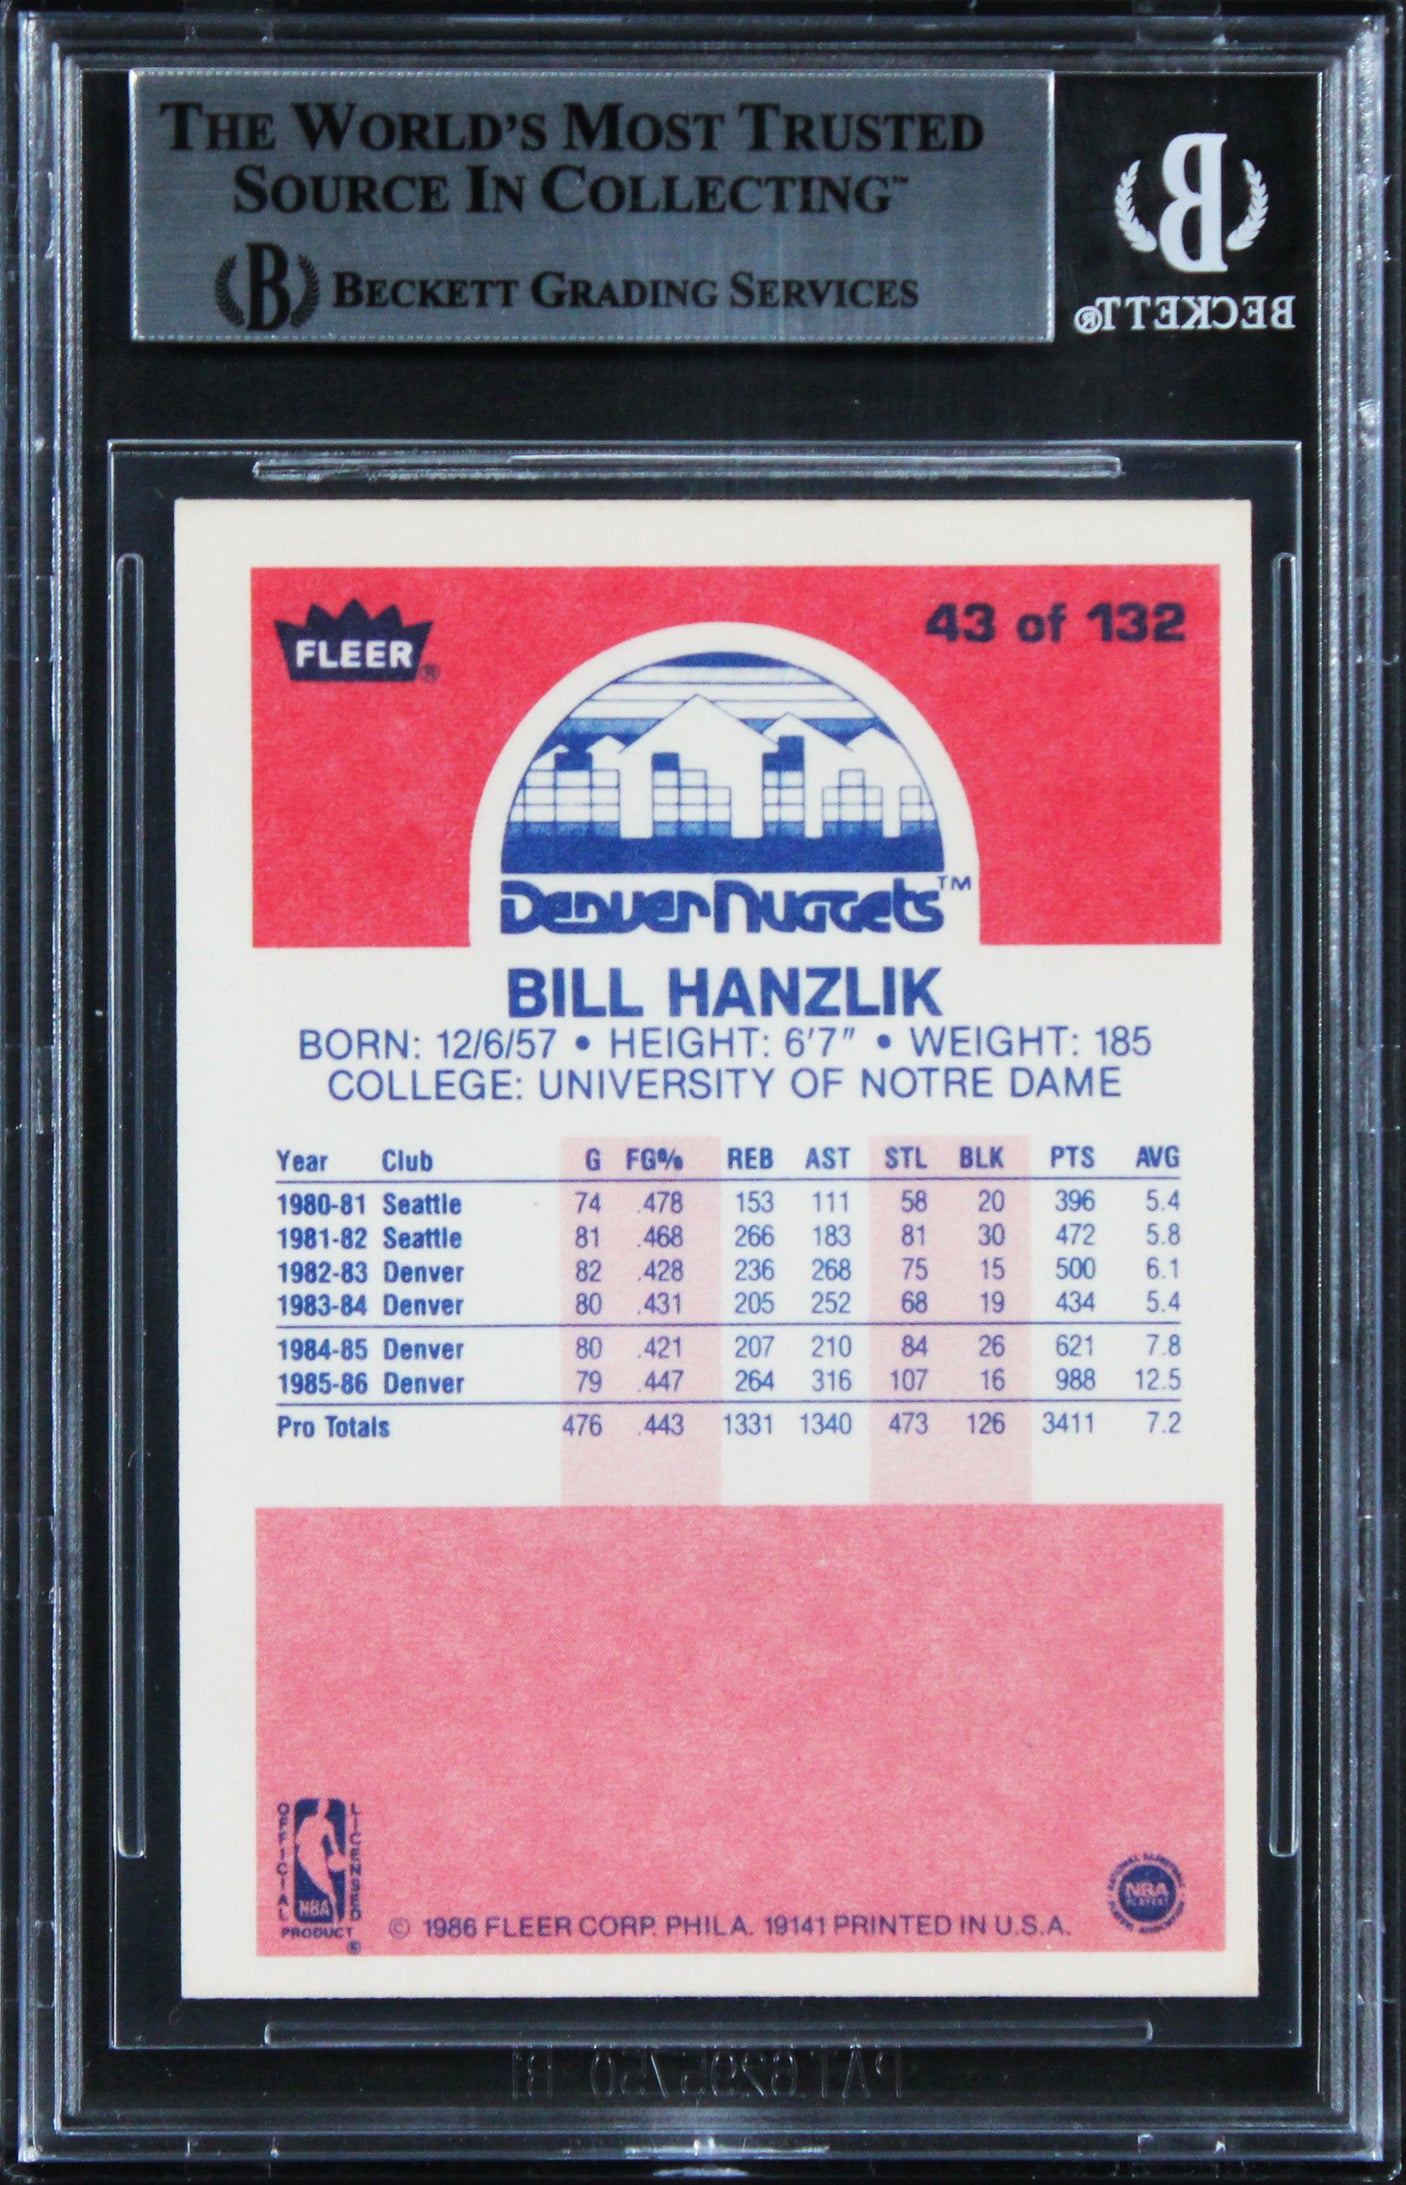 THE WORLD'S MOST TRUSTED
SOURCE IN COLLECTING™
B BECKETT GRADING SERVICES
B
BECKETT®
FLEER®
43 of 132
Denver Nuggets™
BILL HANZLIK
BORN: 12/6/57 • HEIGHT: 6'7" • WEIGHT: 185
COLLEGE: UNIVERSITY OF NOTRE DAME
Year Club G FG% REB AST STL BLK PTS AVG
1980-81 Seattle 74 .478 153 111 58 20 396 5.4
1981-82 Seattle 81 .468 266 183 81 30 472 5.8
1982-83 Denver 82 .428 236 268 75 15 500 6.1
1983-84 Denver 80 .431 205 252 68 19 434 5.4
1984-85 Denver 80 .421 207 210 84 26 621 7.8
1985-86 Denver 79 .447 264 316 107 16 988 12.5
Pro Totals 476 .443 1331 1340 473 126 3411 7.2
OFFICIAL LICENSED
NBA
PRODUCT®
© 1986 FLEER CORP. PHILA. 19141 PRINTED IN U.S.A.
NATIONAL BASKETBALL
NBA
PLAYERS
ASSOCIATION